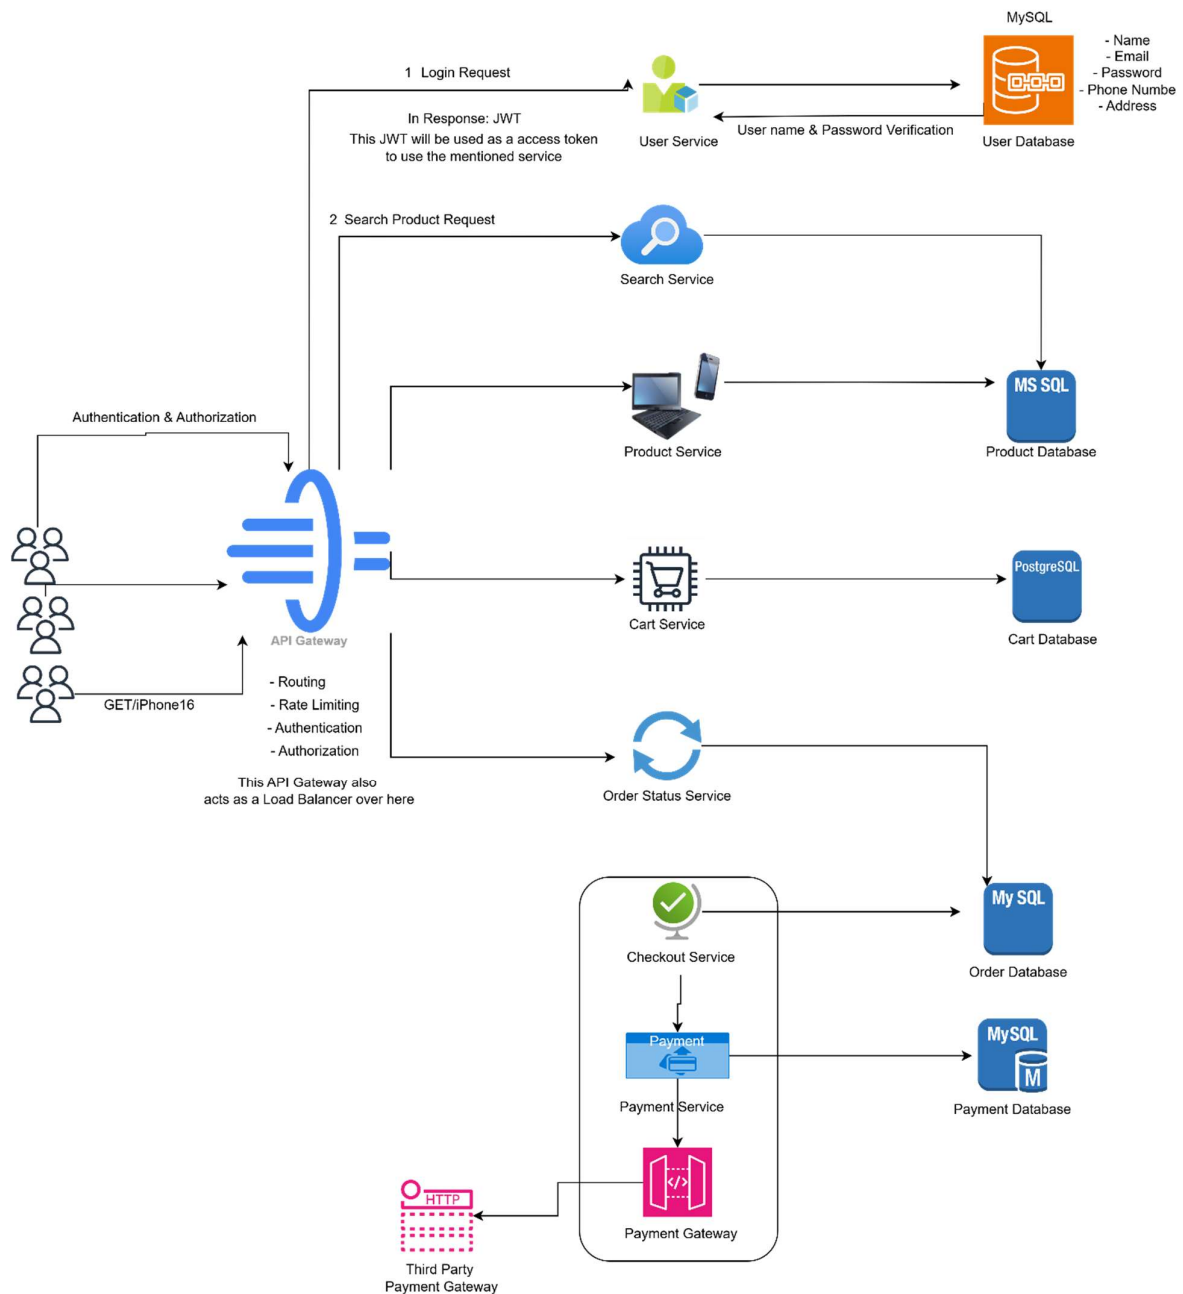 MySQL
- Name
- Email
- Password
- Phone Numbe
- Address
1 Login Request
In Response: JWT
This JWT will be used as a access token
to use the mentioned service
User Service
User name & Password Verification
User Database
2 Search Product Request
Search Service
MS SQL
Authentication & Authorization
Product Service
Product Database
PostgreSQL
API Gateway
Cart Service
Cart Database
- Routing
GET/iPhone16
- Rate Limiting
- Authentication
- Authorization
This API Gateway also
acts as a Load Balancer over here
Order Status Service
My SQL
Checkout Service
Order Database
Payment
MySQL
M
Payment Service
Payment Database
</>
HTTP
Payment Gateway
Third Party
Payment Gateway